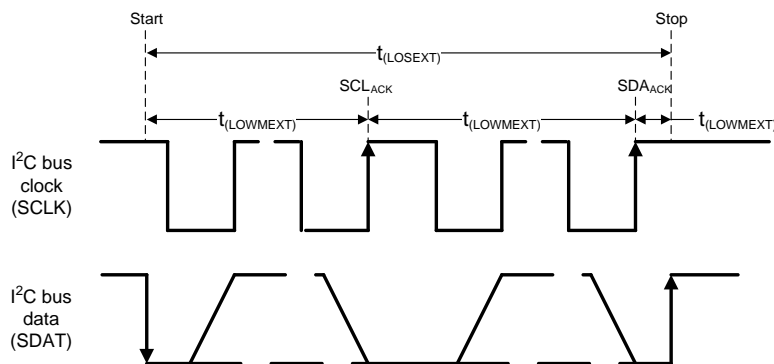 Start Stop
t(LOSEXT)
SCLACK SDAACK
t(LOWMEXT) t(LOWMEXT) t(LOWMEXT)
I2C bus
clock
(SCLK)
I2C bus
data
(SDAT)